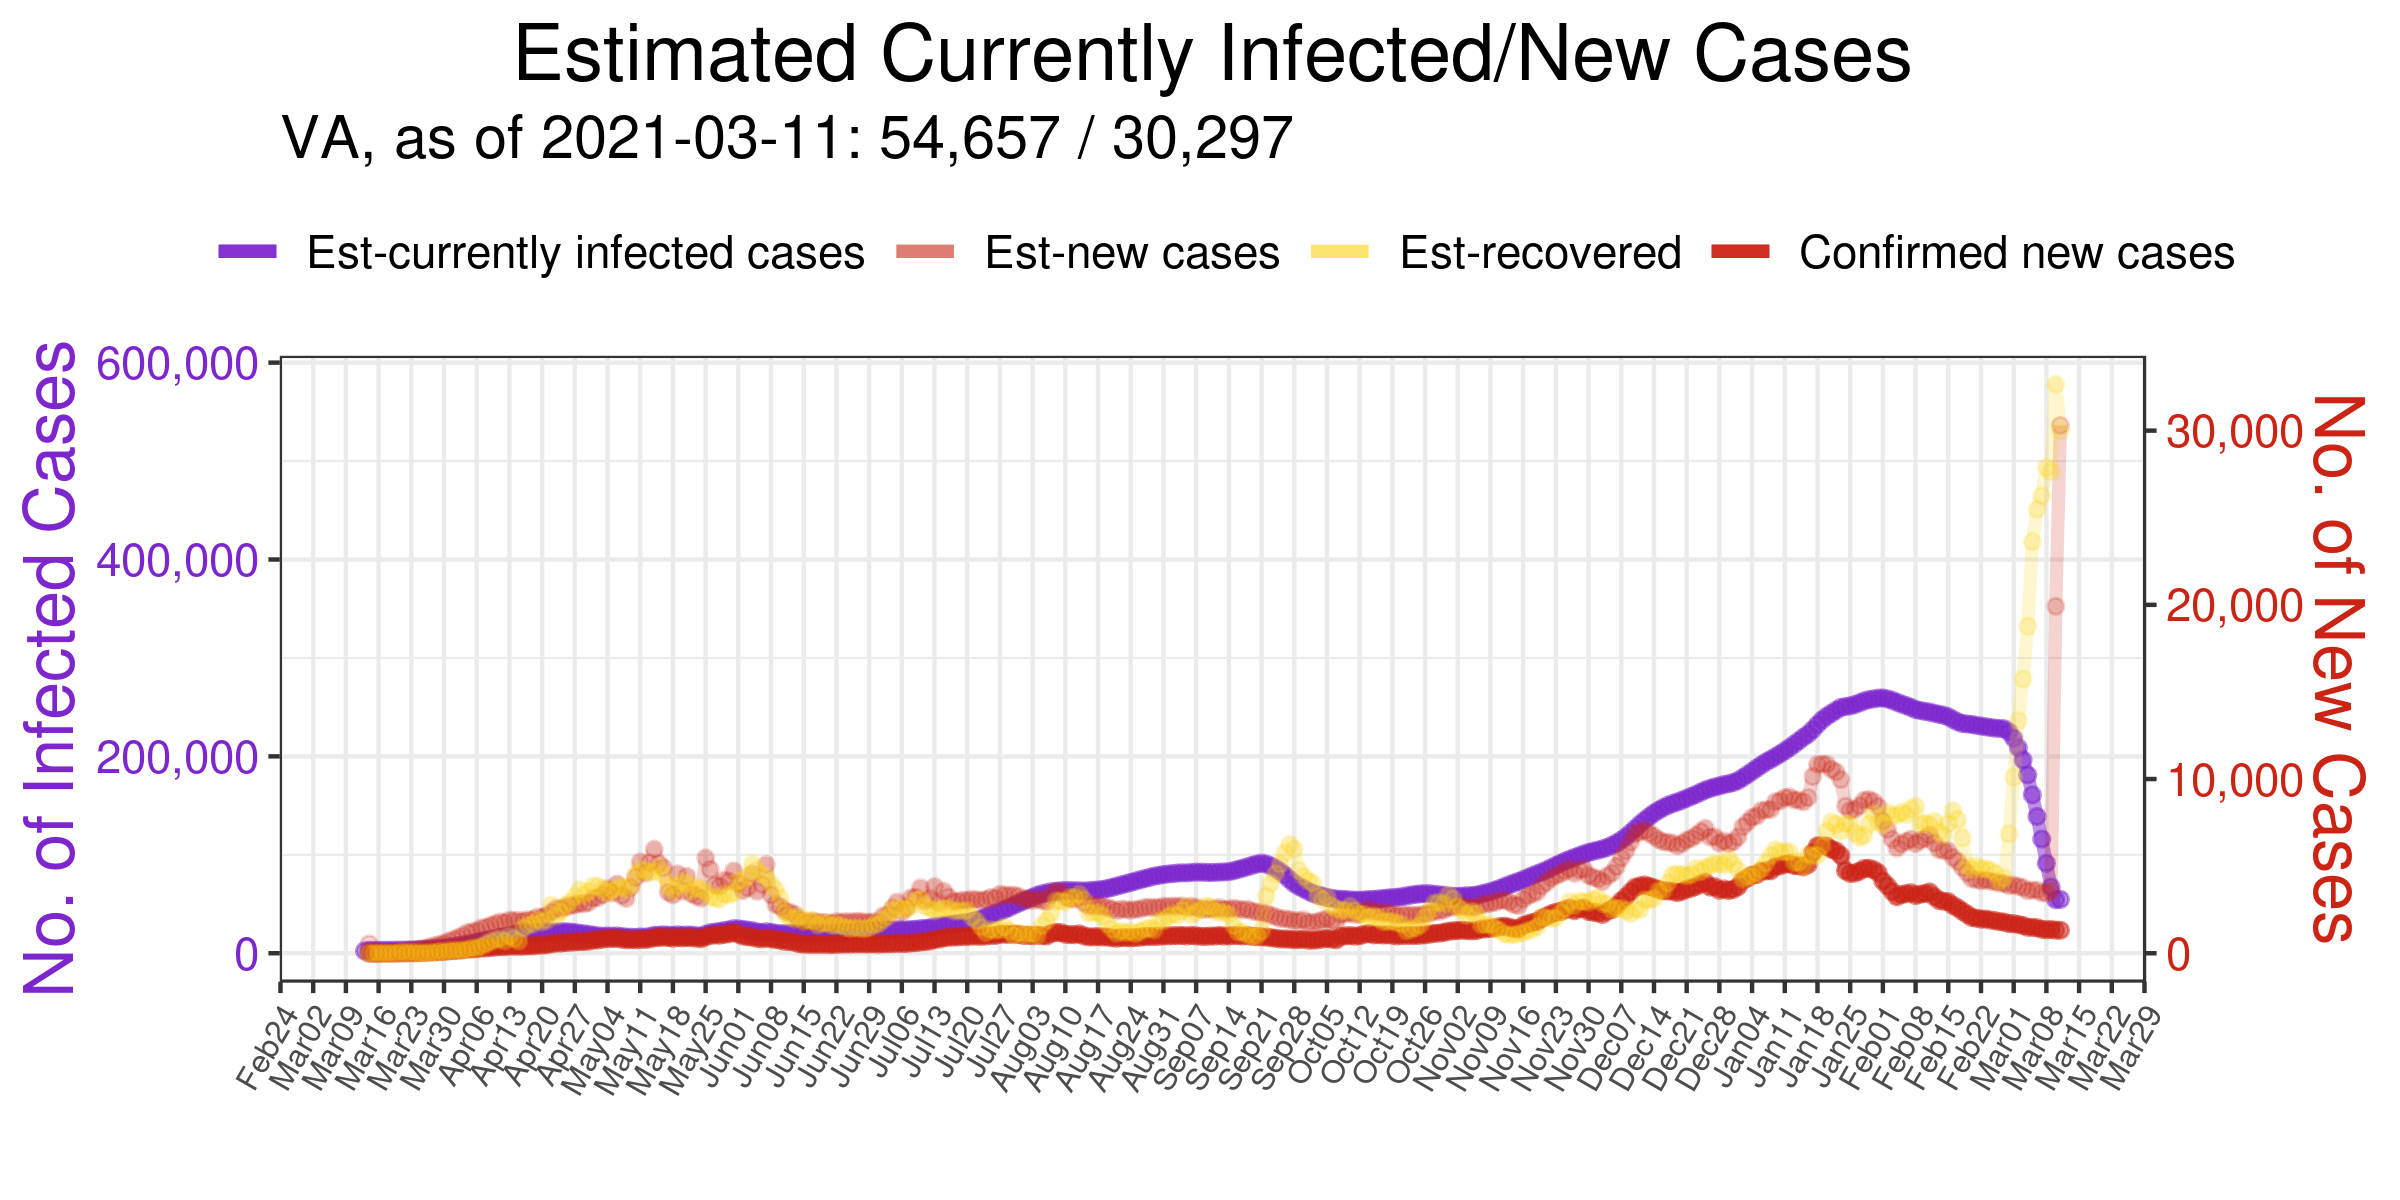 Estimated Currently Infected/New Cases
VA, as of 2021-03-11: 54,657 / 30,297
Est-currently infected cases Est-new cases Est-recovered Confirmed new cases
No. of Infected Cases
600,000
400,000
200,000
0
30,000
20,000
10,000
0
No. of New Cases
Feb24
Mar02
Mar09
Mar16
Mar23
Mar30
Apr06
Apr13
Apr20
Apr27
May04
May11
May18
May25
Jun01
Jun08
Jun15
Jun22
Jun29
Jul06
Jul13
Jul20
Jul27
Aug03
Aug10
Aug17
Aug24
Aug31
Sep07
Sep14
Sep21
Sep28
Oct05
Oct12
Oct19
Oct26
Nov02
Nov09
Nov16
Nov23
Nov30
Dec07
Dec14
Dec21
Dec28
Jan04
Jan11
Jan18
Jan25
Feb01
Feb08
Feb15
Feb22
Mar01
Mar08
Mar15
Mar22
Mar29